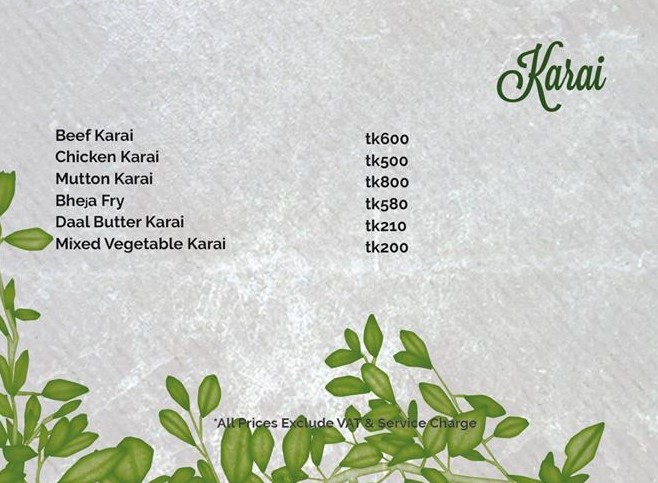 Karai
Beef Karai tk600
Chicken Karai tk500
Mutton Karai tk800
Bheja Fry tk580
Daal Butter Karai tk210
Mixed Vegetable Karai tk200
*All Prices Exclude VAT & Service Charge